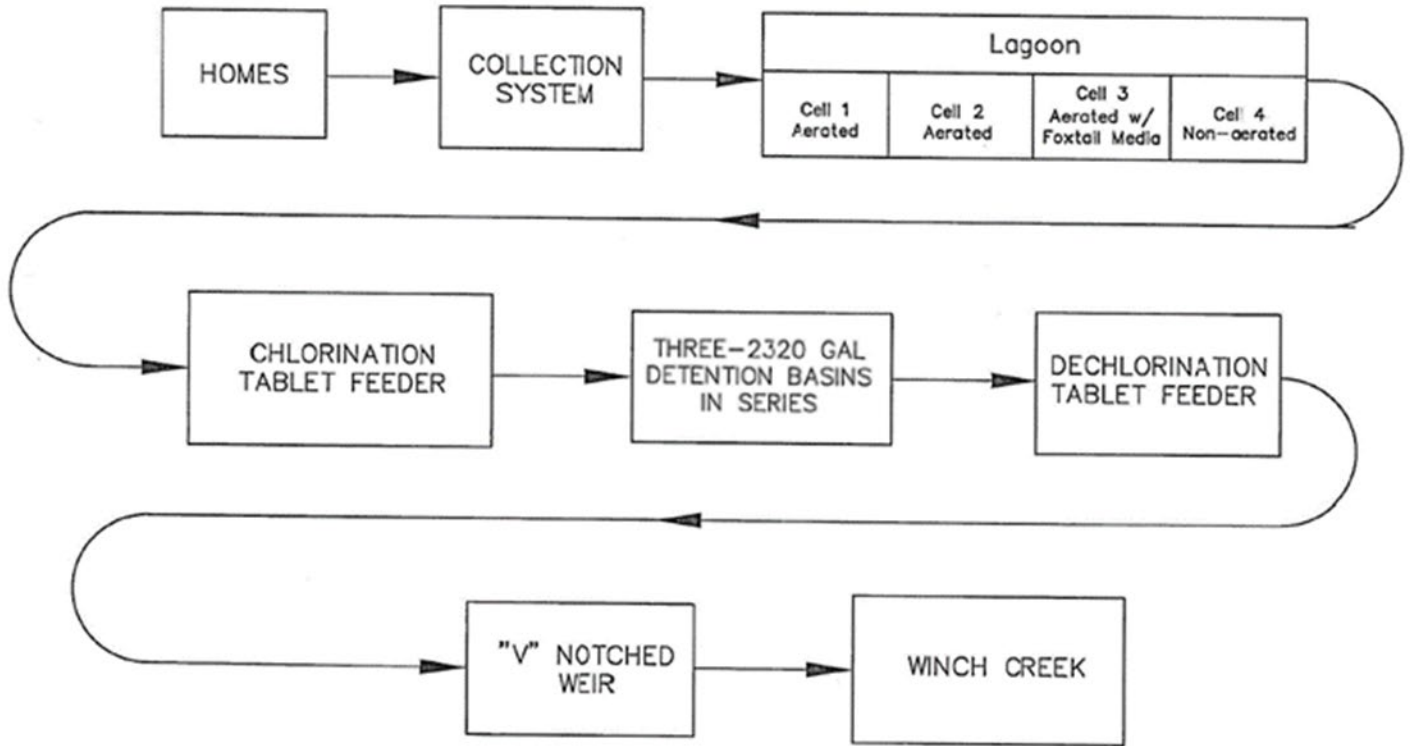 HOMES
COLLECTION
SYSTEM
Lagoon
Cell 1
Aerated
Cell 2
Aerated
Cell 3
Aerated w/
Foxtail Media
Cell 4
Non-aerated
CHLORINATION
TABLET FEEDER
THREE-2320 GAL
DETENTION BASINS
IN SERIES
DECHLORINATION
TABLET FEEDER
"V" NOTCHED
WEIR
WINCH CREEK